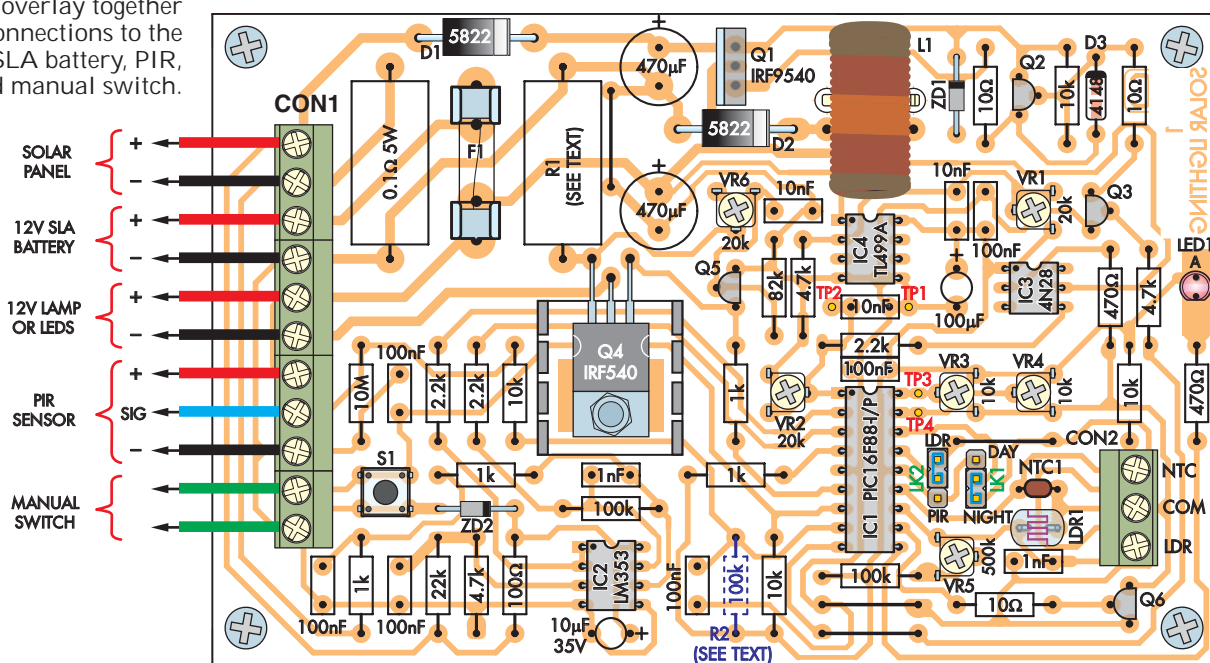 overlay together
onnections to the
SLA battery, PIR,
d manual switch.
CON1
SOLAR
PANEL
+
–
12V SLA
BATTERY
+
–
12V LAMP
OR LEDS
+
–
PIR
SENSOR
+
SIG
–
MANUAL
SWITCH
5822
D1
+
470µF
Q1
IRF9540
L1
ZD1
10Ω
Q2
10k
D3
4148
10Ω
SOLAR LIGHTING
1
0.1Ω 5W
F1
R1
(SEE TEXT)
5822
D2
470µF
VR6
20k
10nF
10nF
100nF
VR1
20k
Q3
IC4
TL499A
Q5
82k
4.7k
TP2
10nF
TP1
+
100µF
IC3
4N28
470Ω
4.7k
LED1
A
Q4
IRF540
2.2k
100nF
10M
100nF
2.2k
2.2k
10k
1k
VR2
20k
TP3
TP4
VR3
10k
VR4
10k
10k
470Ω
IC1 PIC16F88-I/P
LDR
LK2
PIR
DAY
LK1
NIGHT
NTC1
LDR1
CON2
NTC
COM
LDR
S1
1k
ZD2
1nF
100k
1k
VR5
500k
1nF
100nF
1k
100nF
22k
4.7k
100Ω
IC2
LM353
10µF
35V
+
100nF
100k
R2
(SEE TEXT)
10k
100k
10Ω
Q6